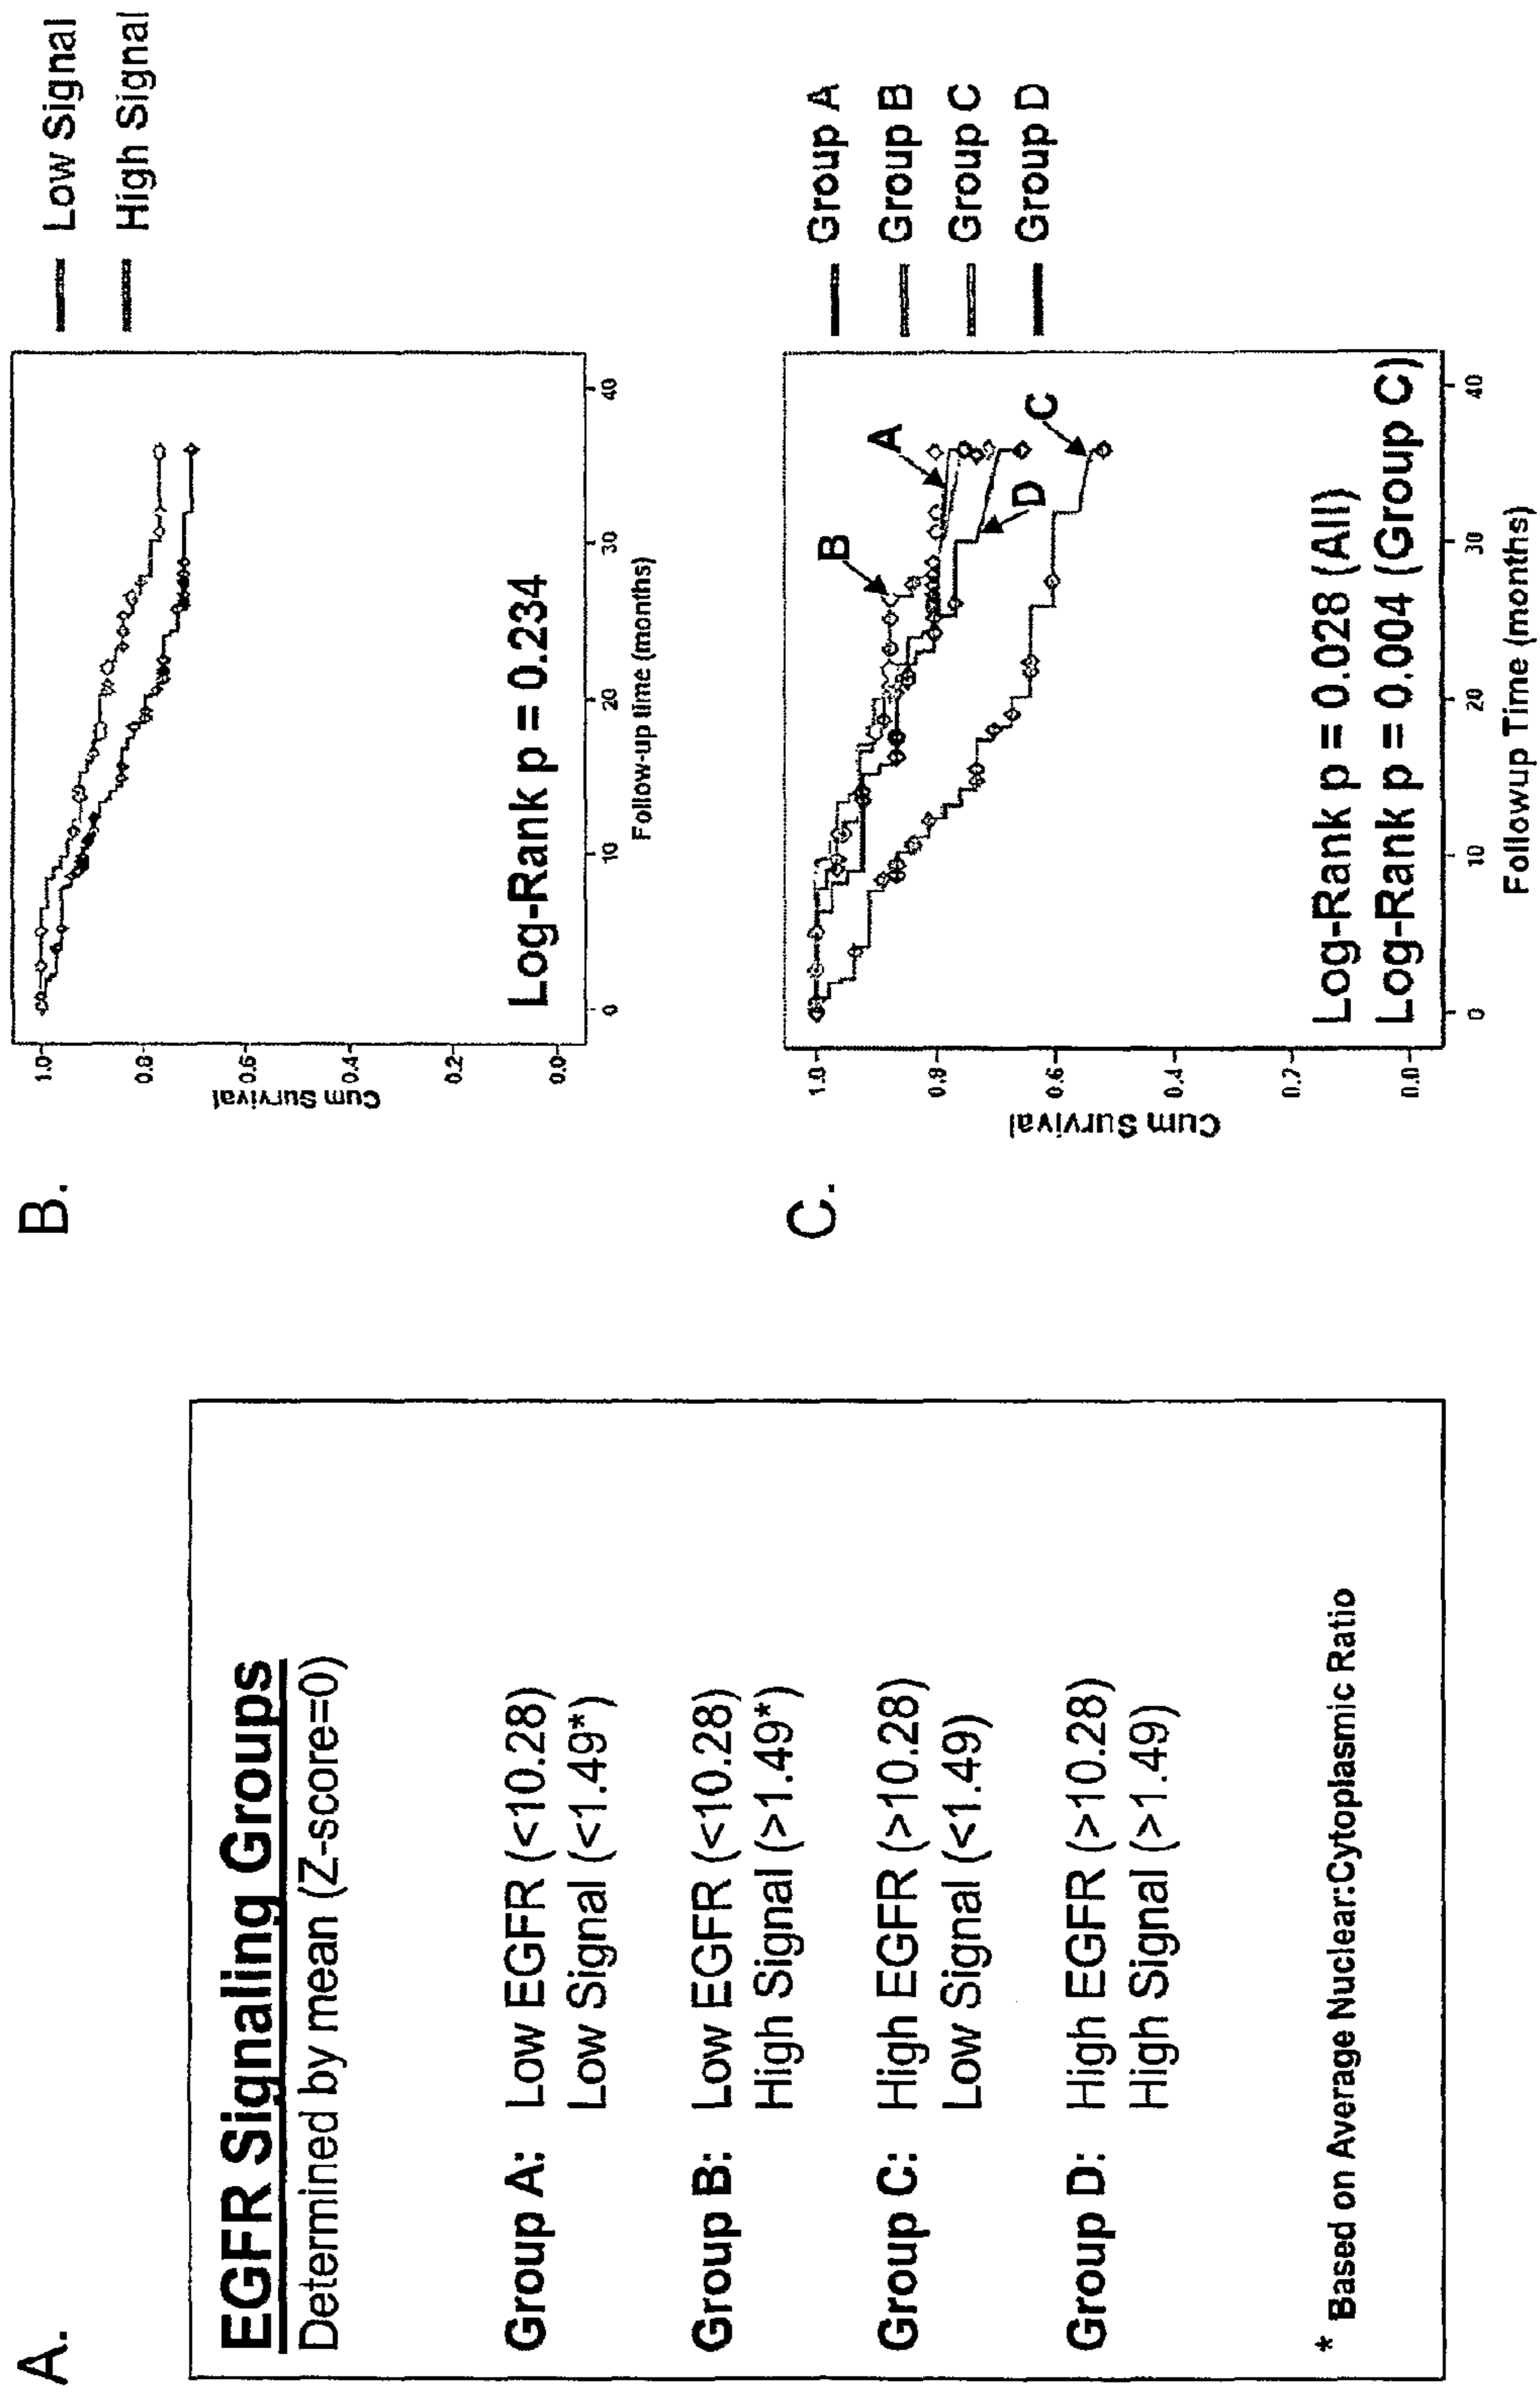 A.
EGFR Signaling Groups
Determined by mean (Z-score=0)
Group A: Low EGFR (<10.28)
Low Signal (<1.49*)
Group B: Low EGFR (<10.28)
High Signal (>1.49*)
Group C: High EGFR (>10.28)
Low Signal (<1.49)
Group D: High EGFR (>10.28)
High Signal (>1.49)
* Based on Average Nuclear:Cytoplasmic Ratio
B.
Cum Survival
1.0
0.8
0.6
0.4
0.2
0.0
Log-Rank p = 0.234
0 10 20 30 40
Follow-up time (months)
Low Signal
High Signal
C.
Cum Survival
1.0
0.8
0.6
0.4
0.2
0.0
B
A
D
C
Log-Rank p = 0.028 (All)
Log-Rank p = 0.004 (Group C)
0 10 20 30 40
Followup Time (months)
Group A
Group B
Group C
Group D